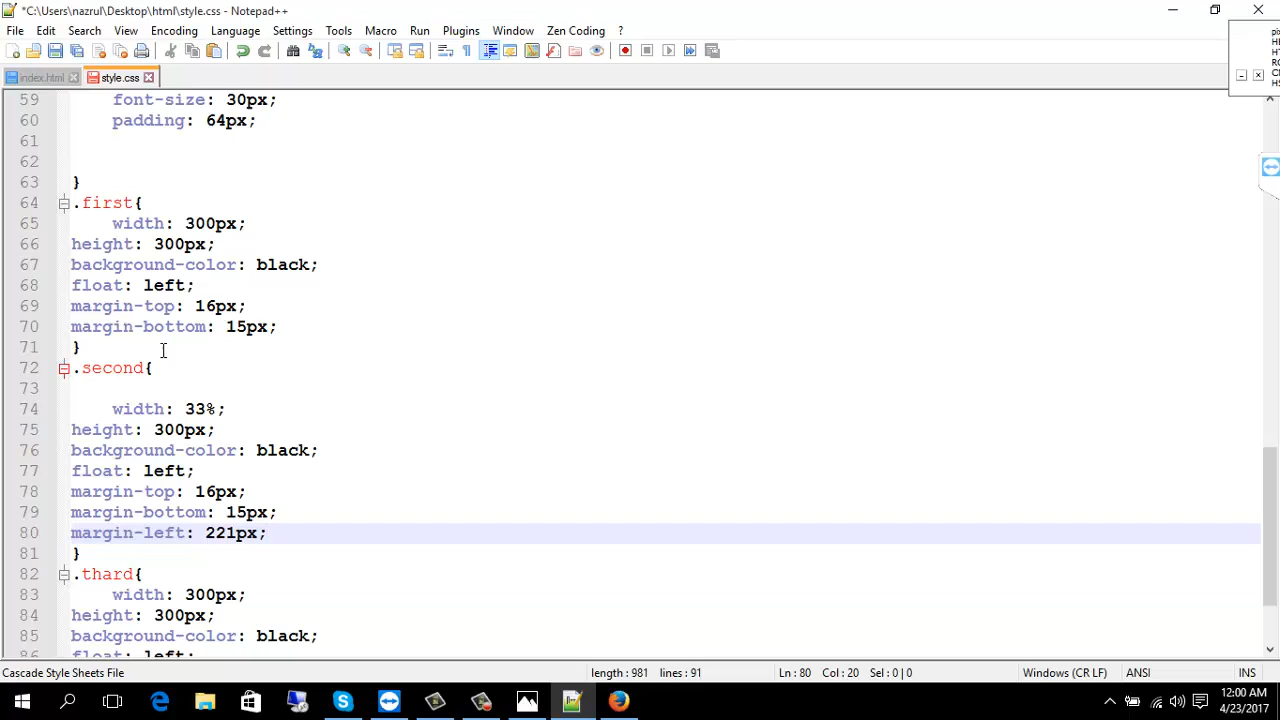 *C:\Users\nazrul\Desktop\html\style.css - Notepad++
File Edit Search View Encoding Language Settings Tools Macro Run Plugins Window Zen Coding ?
index.html style.css
59 font-size: 30px;
60 padding: 64px;
61
62
63 }
64 .first{
65 width: 300px;
66 height: 300px;
67 background-color: black;
68 float: left;
69 margin-top: 16px;
70 margin-bottom: 15px;
71 }
72 .second{
73
74 width: 33%;
75 height: 300px;
76 background-color: black;
77 float: left;
78 margin-top: 16px;
79 margin-bottom: 15px;
80 margin-left: 221px;
81 }
82 .thard{
83 width: 300px;
84 height: 300px;
85 background-color: black;
86 float: left;
Cascade Style Sheets File length : 981 lines : 91 Ln : 80 Col : 20 Sel : 0 | 0 Windows (CR LF) ANSI INS
12:00 AM
4/23/2017